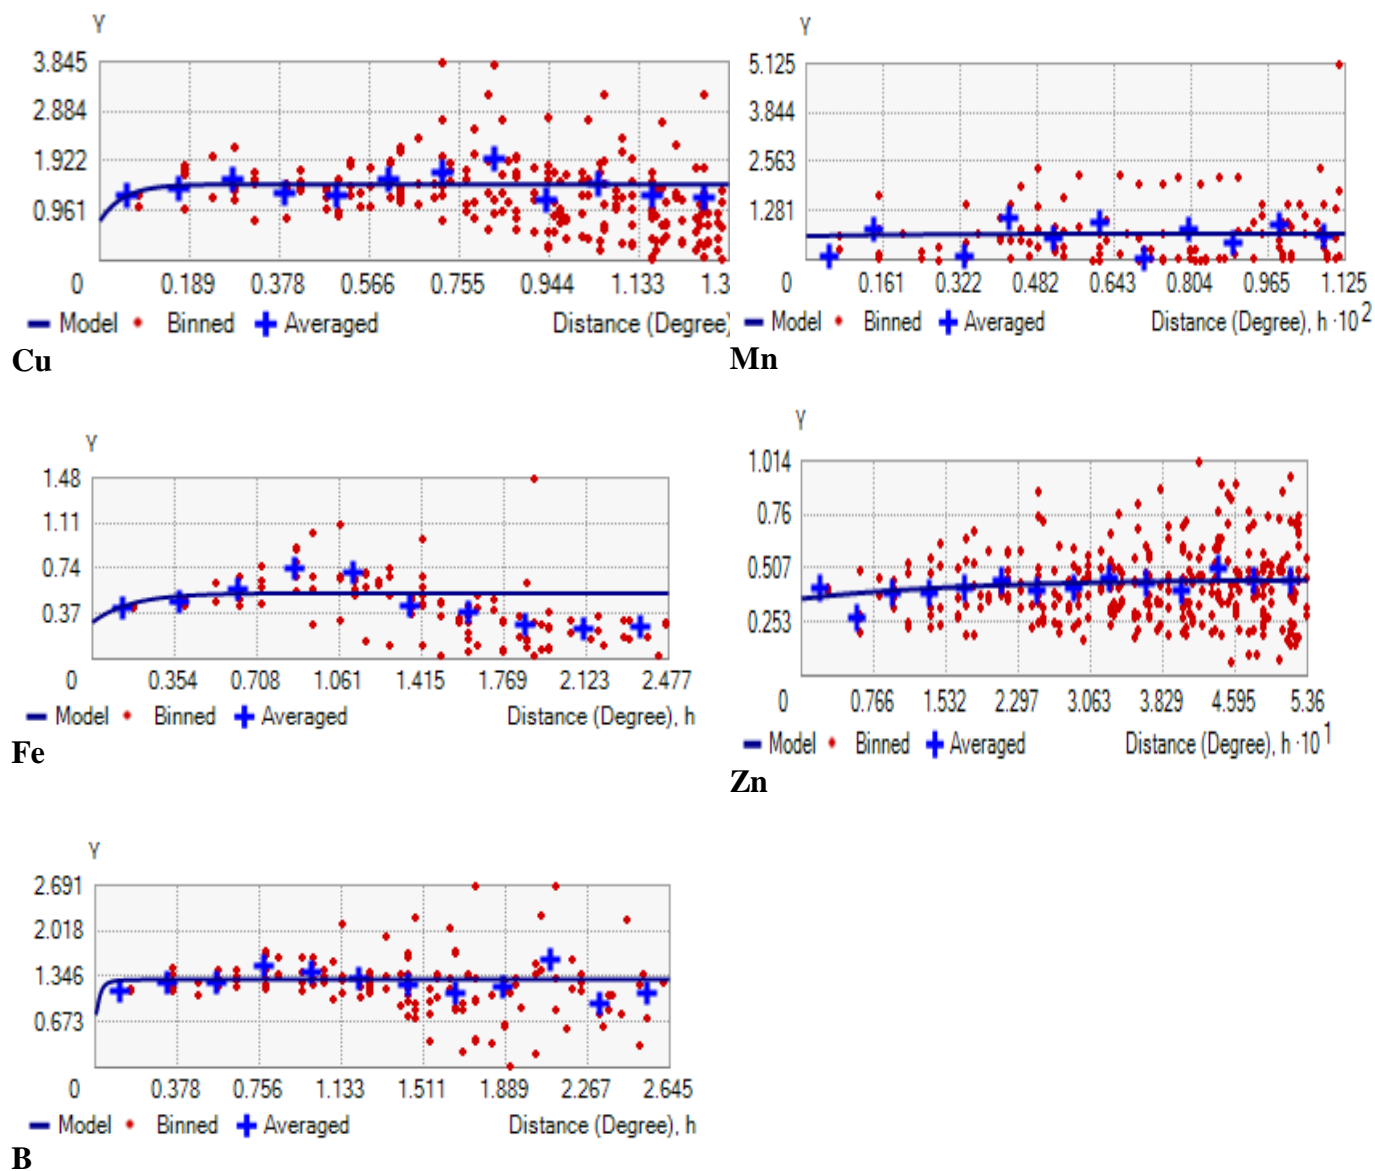 Y
3.845
2.884
1.922
0.961
0 0.189 0.378 0.566 0.755 0.944 1.133 1.3
Model Binned Averaged Distance (Degree)
Cu
Y
5.125
3.844
2.563
1.281
0 0.161 0.322 0.482 0.643 0.804 0.965 1.125
Model Binned Averaged Distance (Degree), h ·10²
Mn
Y
1.48
1.11
0.74
0.37
0 0.354 0.708 1.061 1.415 1.769 2.123 2.477
Model Binned Averaged Distance (Degree), h
Fe
Y
1.014
0.76
0.507
0.253
0 0.766 1.532 2.297 3.063 3.829 4.595 5.36
Model Binned Averaged Distance (Degree), h ·10¹
Zn
Y
2.691
2.018
1.346
0.673
0 0.378 0.756 1.133 1.511 1.889 2.267 2.645
Model Binned Averaged Distance (Degree), h
B